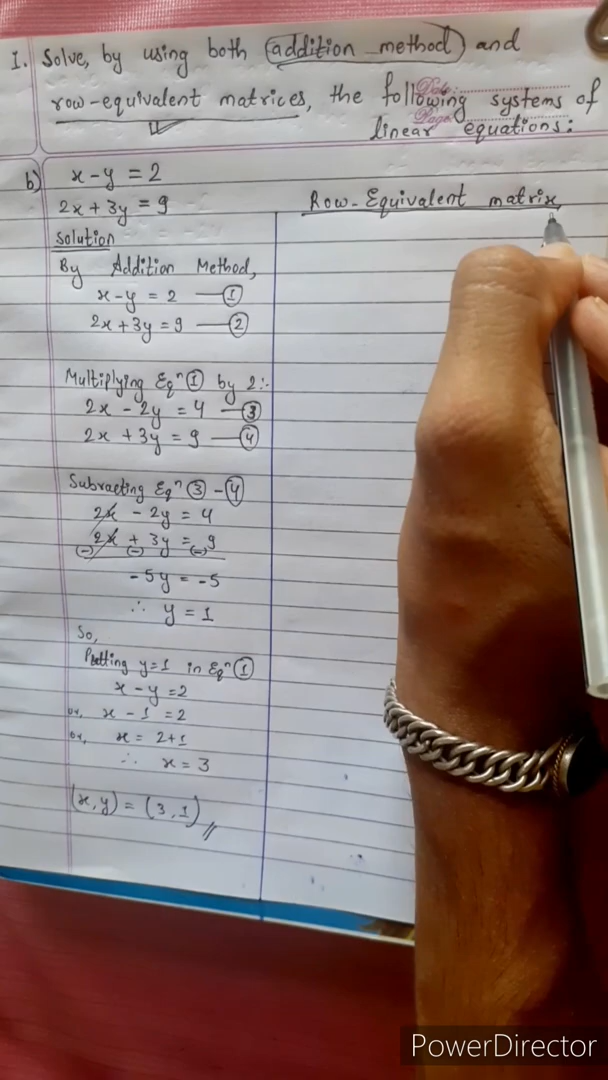 1. Solve, by using both (addition method) and
row-equivalent matrices, the following systems of
linear equations:
Date:
Page:
b) x - y = 2
2x + 3y = 9
Solution
By Addition Method,
x - y = 2 — ①
2x + 3y = 9 — ②
Multiplying Eqⁿ ① by 2:-
2x - 2y = 4 — ③
2x + 3y = 9 — ④
Subracting Eqⁿ ③ - ④
2x - 2y = 4
2x + 3y = 9
(-) (-) (-)
-5y = -5
∴ y = 1
So,
Putting y=1 in Eqⁿ ①
x - y = 2
or, x - 1 = 2
or, x = 2+1
∴ x = 3
(x, y) = (3, 1) //
Row-Equivalent matrix,
PowerDirector